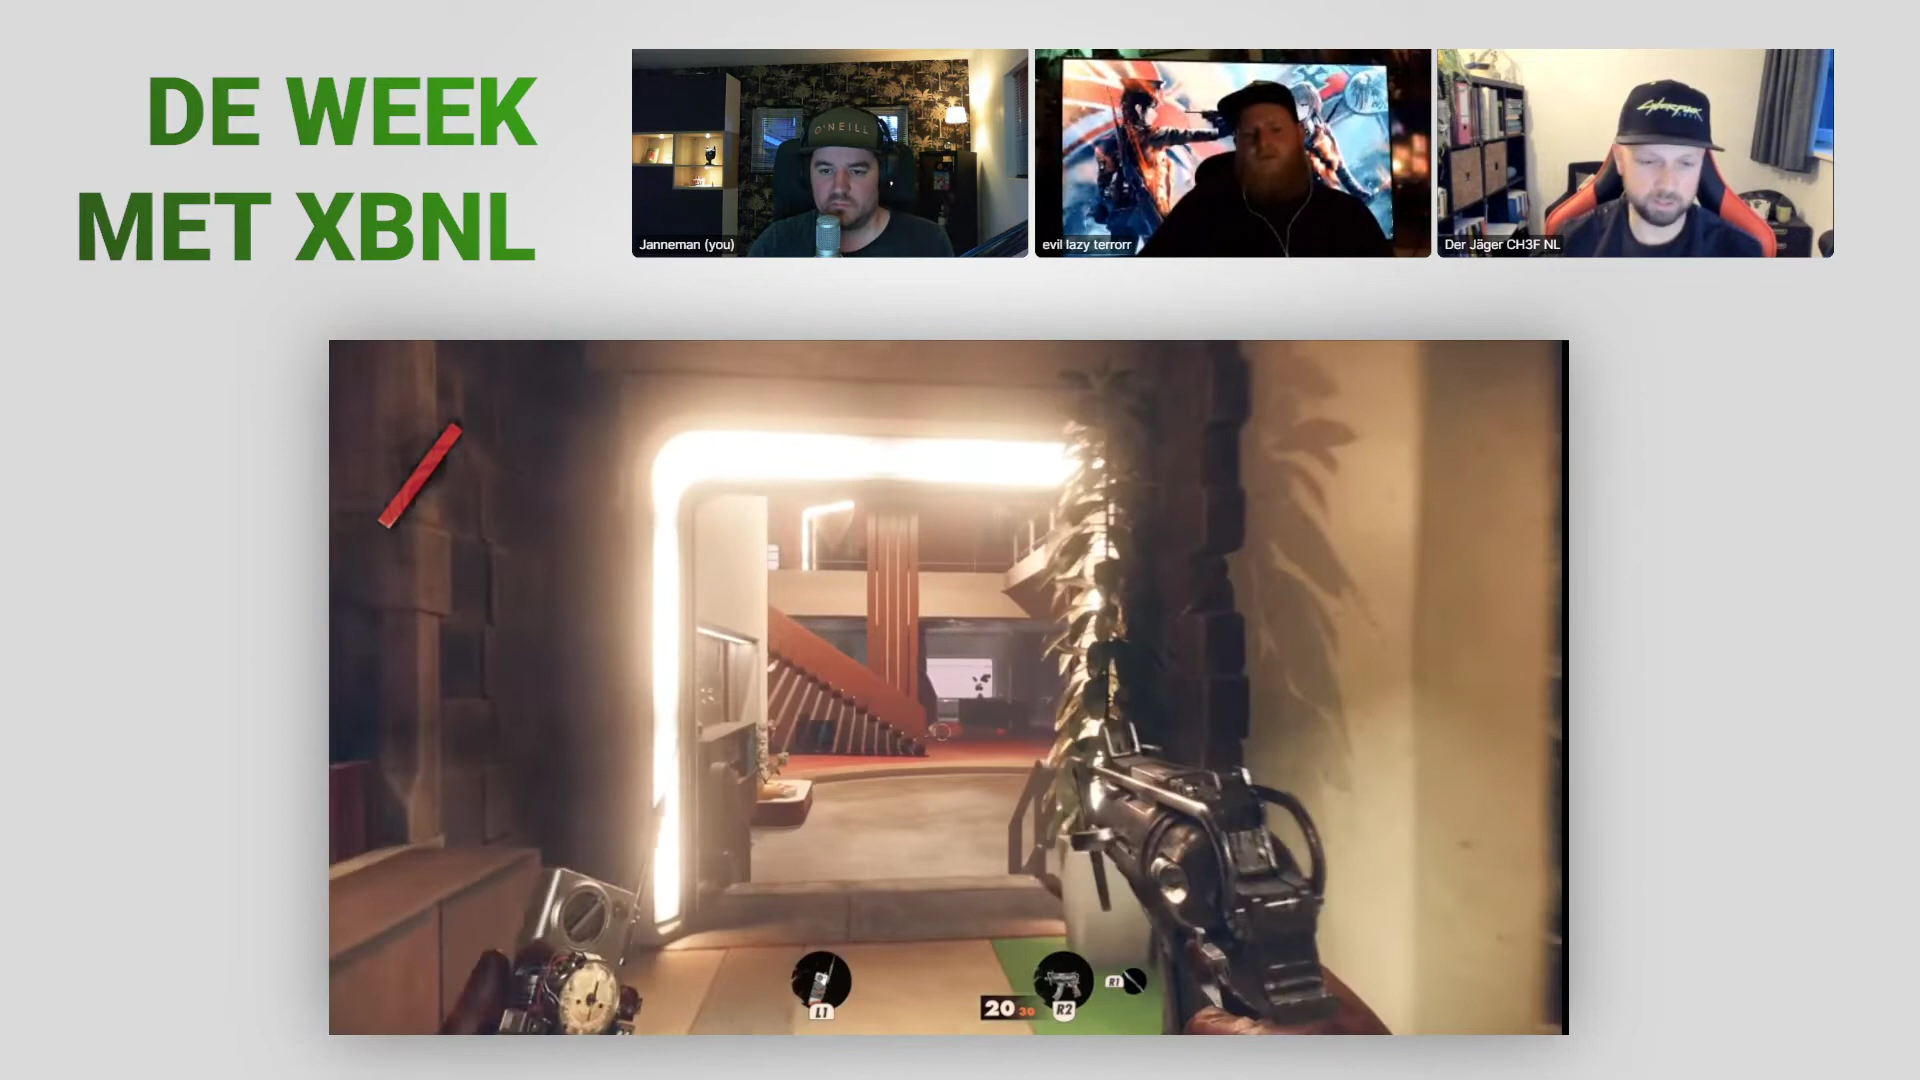 DE WEEK
MET XBNL
O'NEILL
Janneman (you)
evil lazy terrorr
Cyberpunk
Der Jäger CH3F NL
L1
20 30
R2
R1